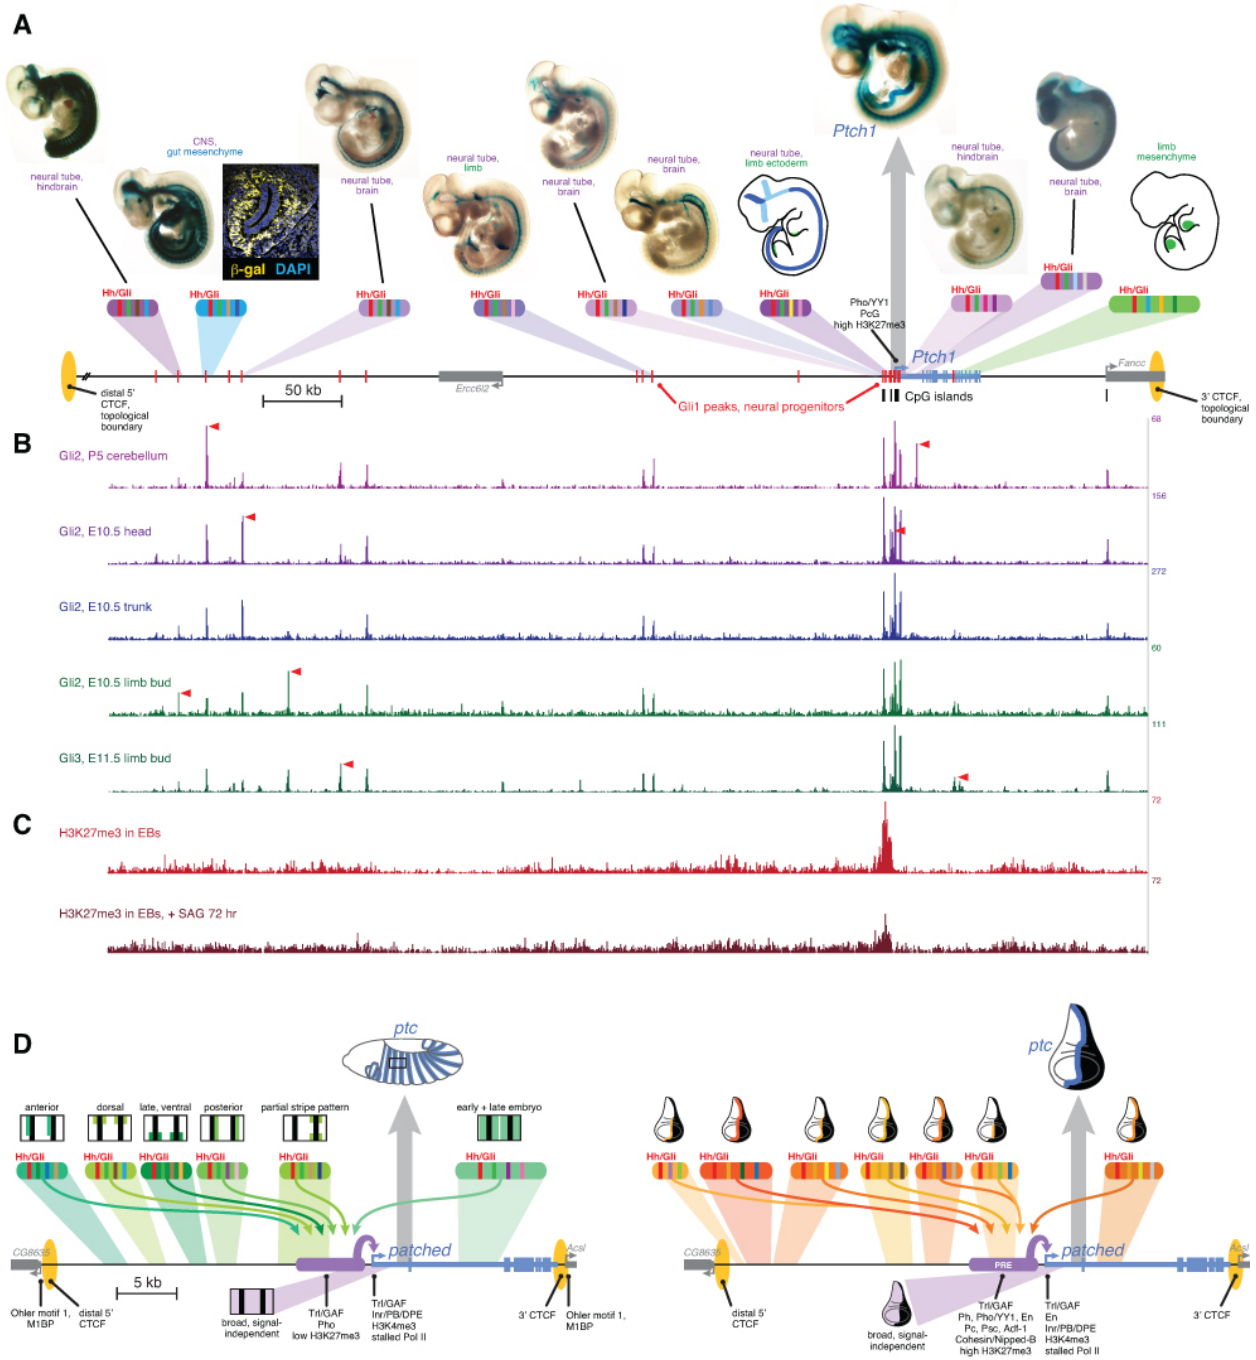 A
CNS,
gut mesenchyme
neural tube,
hindbrain
β-gal DAPI
neural tube,
brain
neural tube,
limb
neural tube,
brain
neural tube,
brain
neural tube,
limb ectoderm
Ptch1
neural tube,
hindbrain
neural tube,
brain
limb
mesenchyme
Hh/Gli
Hh/Gli
Hh/Gli
Hh/Gli
Hh/Gli
Hh/Gli
Hh/Gli
Hh/Gli
Hh/Gli
Hh/Gli
Pho/YY1
PcG
high H3K27me3
Ptch1
Fancc
Ercc6l2
distal 5'
CTCF,
topological
boundary
50 kb
Gli1 peaks, neural progenitors
CpG islands
3' CTCF,
topological
boundary
B
68
Gli2, P5 cerebellum
156
Gli2, E10.5 head
272
Gli2, E10.5 trunk
60
Gli2, E10.5 limb bud
111
Gli3, E11.5 limb bud
C
72
H3K27me3 in EBs
72
H3K27me3 in EBs, + SAG 72 hr
D
ptc
ptc
anterior
dorsal
late, ventral
posterior
partial stripe pattern
early + late embryo
Hh/Gli
Hh/Gli
Hh/Gli
Hh/Gli
Hh/Gli
Hh/Gli
Hh/Gli
Hh/Gli
Hh/Gli
Hh/Gli
Hh/Gli
Hh/Gli
Hh/Gli
CG8635
patched
Acsl
CG8635
PRE
patched
Acsl
5 kb
Ohler motif 1,
M1BP
distal 5'
CTCF
broad, signal-
independent
Trl/GAF
Pho
low H3K27me3
Trl/GAF
Inr/PB/DPE
H3K4me3
stalled Pol II
3' CTCF
Ohler motif 1,
M1BP
distal 5'
CTCF
broad, signal-
independent
Trl/GAF
Ph, Pho/YY1, En
Pc, Psc, Adf-1
Cohesin/Nipped-B
high H3K27me3
Trl/GAF
En
Inr/PB/DPE
H3K4me3
stalled Pol II
3' CTCF